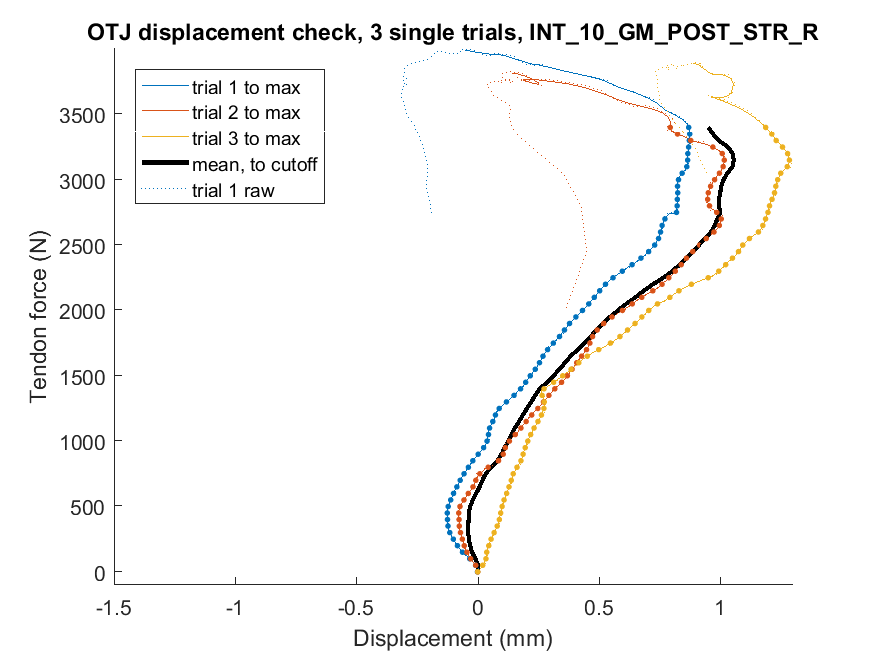 OTJ displacement check, 3 single trials, INT_10_GM_POST_STR_R
trial 1 to max
trial 2 to max
trial 3 to max
mean, to cutoff
trial 1 raw
Tendon force (N)
3500
3000
2500
2000
1500
1000
500
0
-1.5 -1 -0.5 0 0.5 1
Displacement (mm)